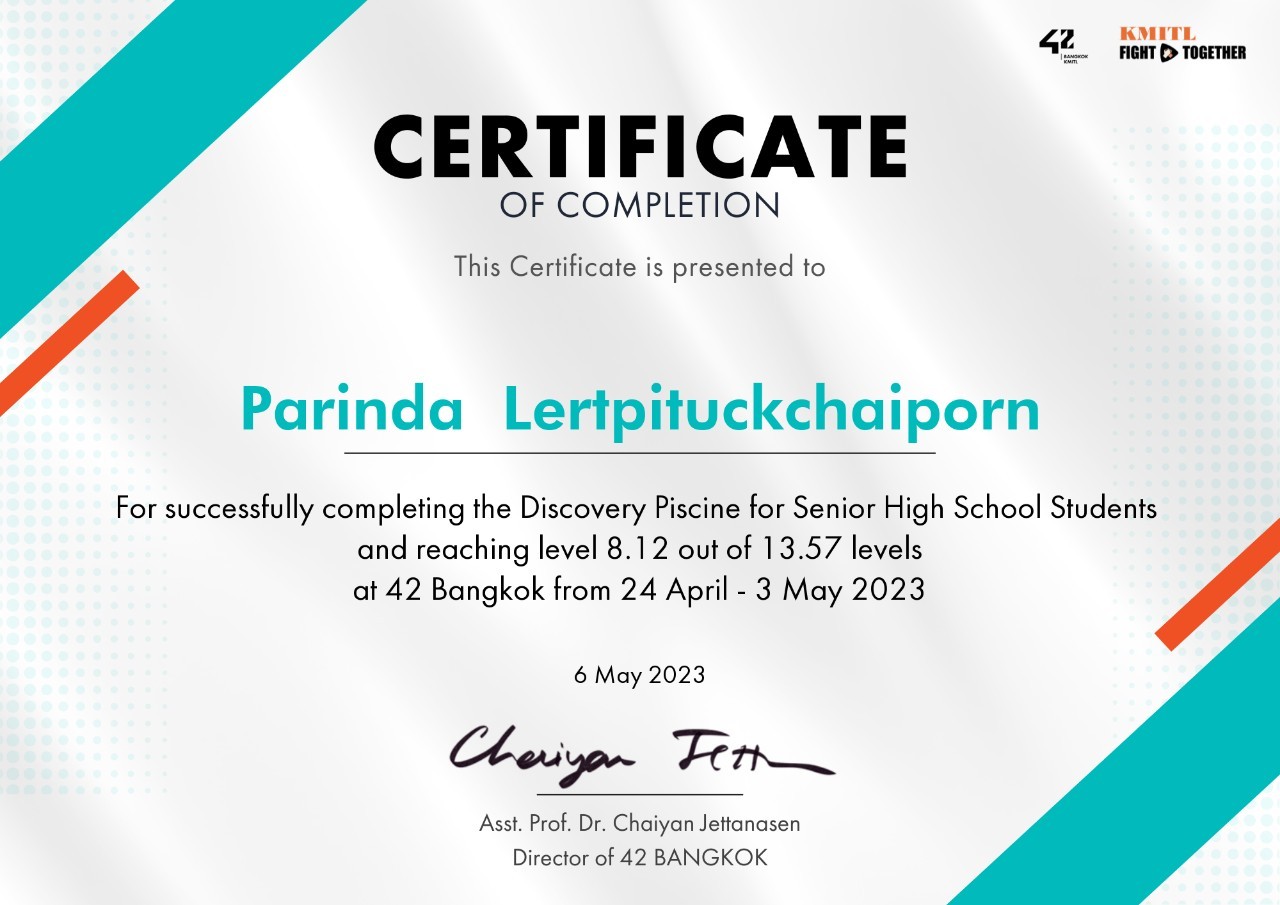 42
BANGKOK
KMITL
KMITL
FIGHT TOGETHER
CERTIFICATE
OF COMPLETION
This Certificate is presented to
Parinda Lertpituckchaiporn
For successfully completing the Discovery Piscine for Senior High School Students
and reaching level 8.12 out of 13.57 levels
at 42 Bangkok from 24 April - 3 May 2023
6 May 2023
Asst. Prof. Dr. Chaiyan Jettanasen
Director of 42 BANGKOK